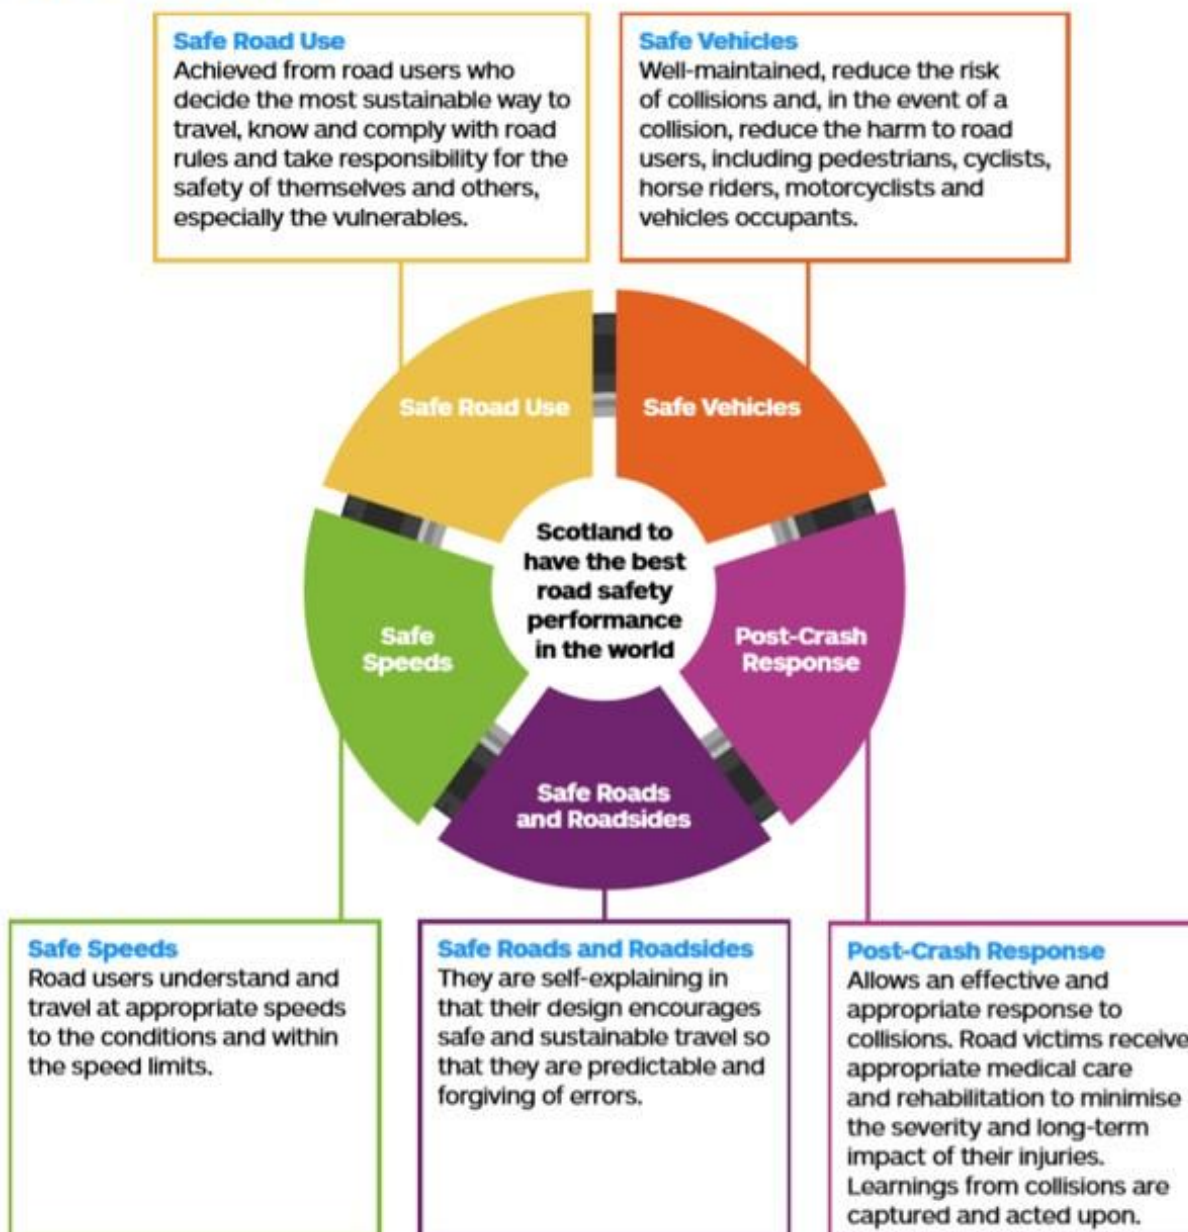 Safe Road Use
Achieved from road users who
decide the most sustainable way to
travel, know and comply with road
rules and take responsibility for the
safety of themselves and others,
especially the vulnerables.
Safe Vehicles
Well-maintained, reduce the risk
of collisions and, in the event of a
collision, reduce the harm to road
users, including pedestrians, cyclists,
horse riders, motorcyclists and
vehicles occupants.
Safe Road Use
Safe Vehicles
Scotland to
have the best
road safety
performance
in the world
Safe
Speeds
Post-Crash
Response
Safe Roads
and Roadsides
Safe Speeds
Road users understand and
travel at appropriate speeds
to the conditions and within
the speed limits.
Safe Roads and Roadsides
They are self-explaining in
that their design encourages
safe and sustainable travel so
that they are predictable and
forgiving of errors.
Post-Crash Response
Allows an effective and
appropriate response to
collisions. Road victims receive
appropriate medical care
and rehabilitation to minimise
the severity and long-term
impact of their injuries.
Learnings from collisions are
captured and acted upon.